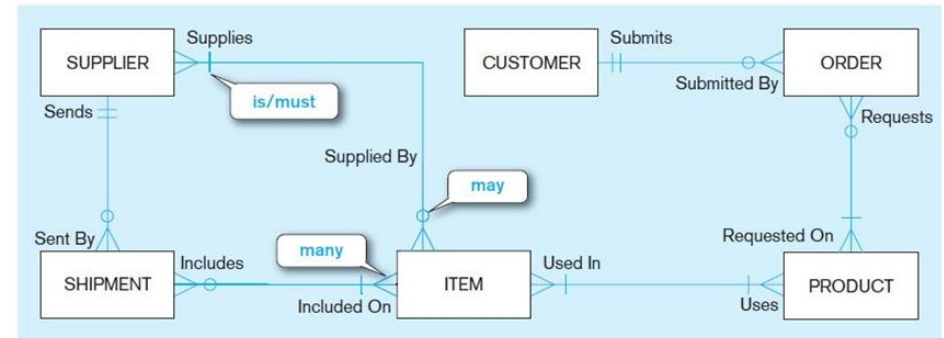 Supplies
Submits
SUPPLIER
CUSTOMER
ORDER
Submitted By
Sends
is/must
Requests
Supplied By
may
Sent By
many
Requested On
Includes
Used In
SHIPMENT
ITEM
PRODUCT
Included On
Uses